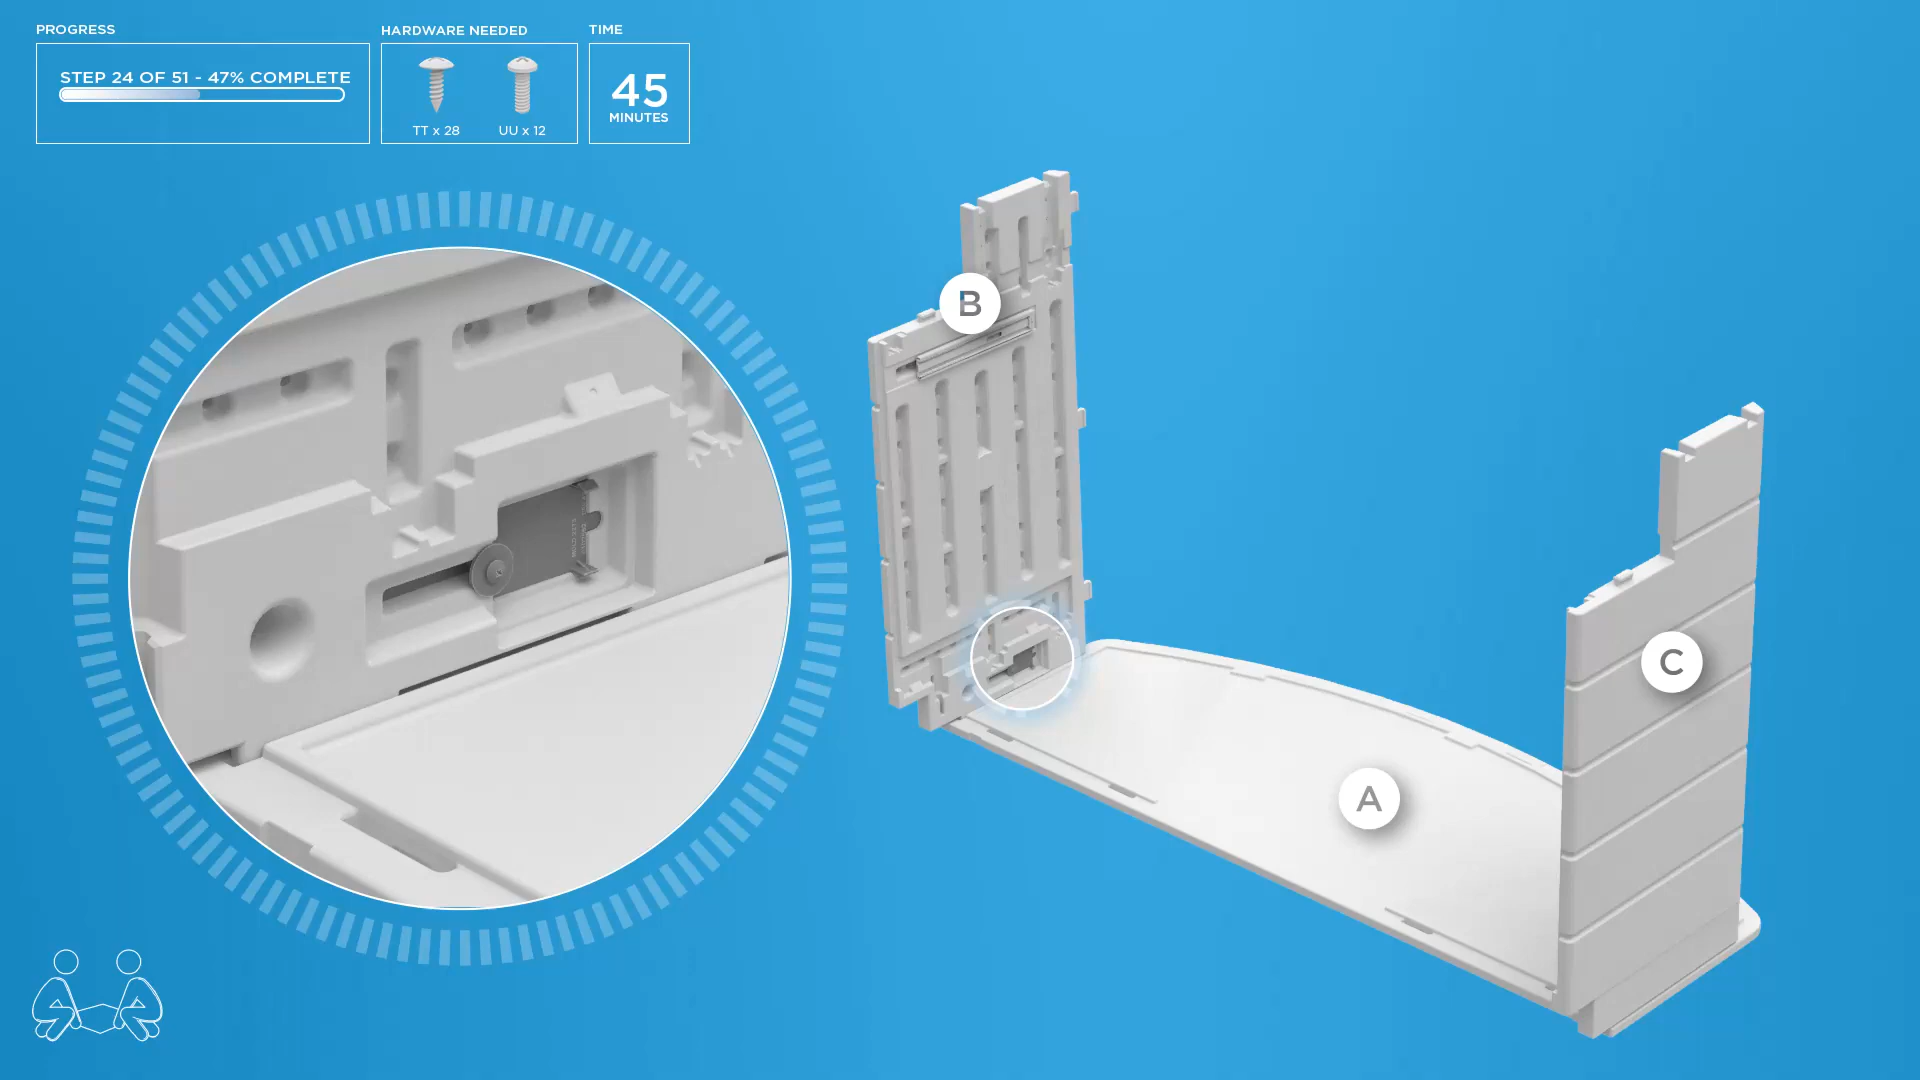 PROGRESS
STEP 24 OF 51 - 47% COMPLETE
HARDWARE NEEDED
TT x 28
UU x 12
TIME
45
MINUTES
B
C
A